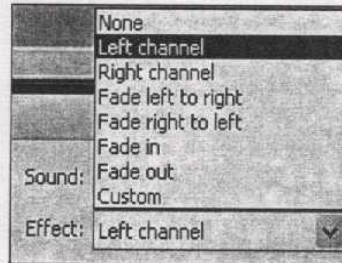 None
Left channel
Right channel
Fade left to right
Fade right to left
Fade in
Sound: Fade out
Custom
Effect: Left channel